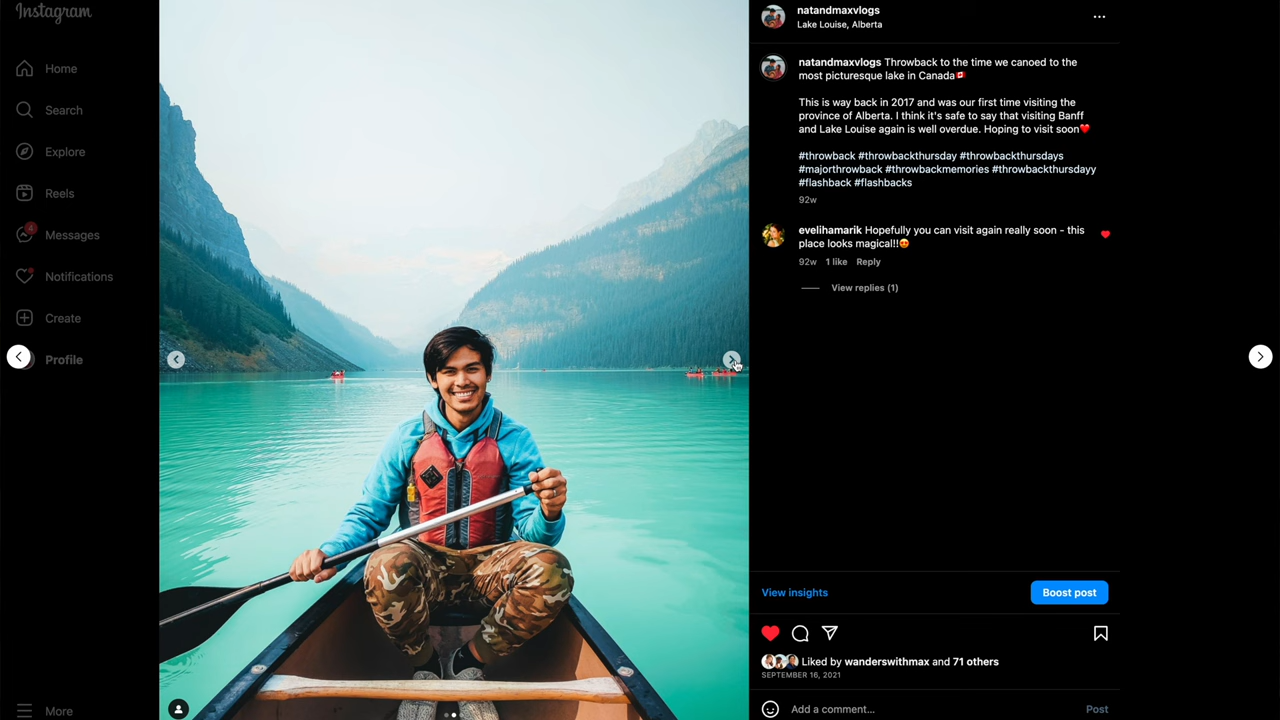 Instagram
Home
Search
Explore
Reels
4
Messages
Notifications
Create
Profile
More
natandmaxvlogs
Lake Louise, Alberta
natandmaxvlogs Throwback to the time we canoed to the
most picturesque lake in Canada🇨🇦
This is way back in 2017 and was our first time visiting the
province of Alberta. I think it's safe to say that visiting Banff
and Lake Louise again is well overdue. Hoping to visit soon❤️
#throwback #throwbackthursday #throwbackthursdays
#majorthrowback #throwbackmemories #throwbackthursdayy
#flashback #flashbacks
92w
evelihamarik Hopefully you can visit again really soon - this
place looks magical!!😍
92w 1 like Reply
View replies (1)
View insights
Boost post
Liked by wanderswithmax and 71 others
SEPTEMBER 16, 2021
Add a comment...
Post